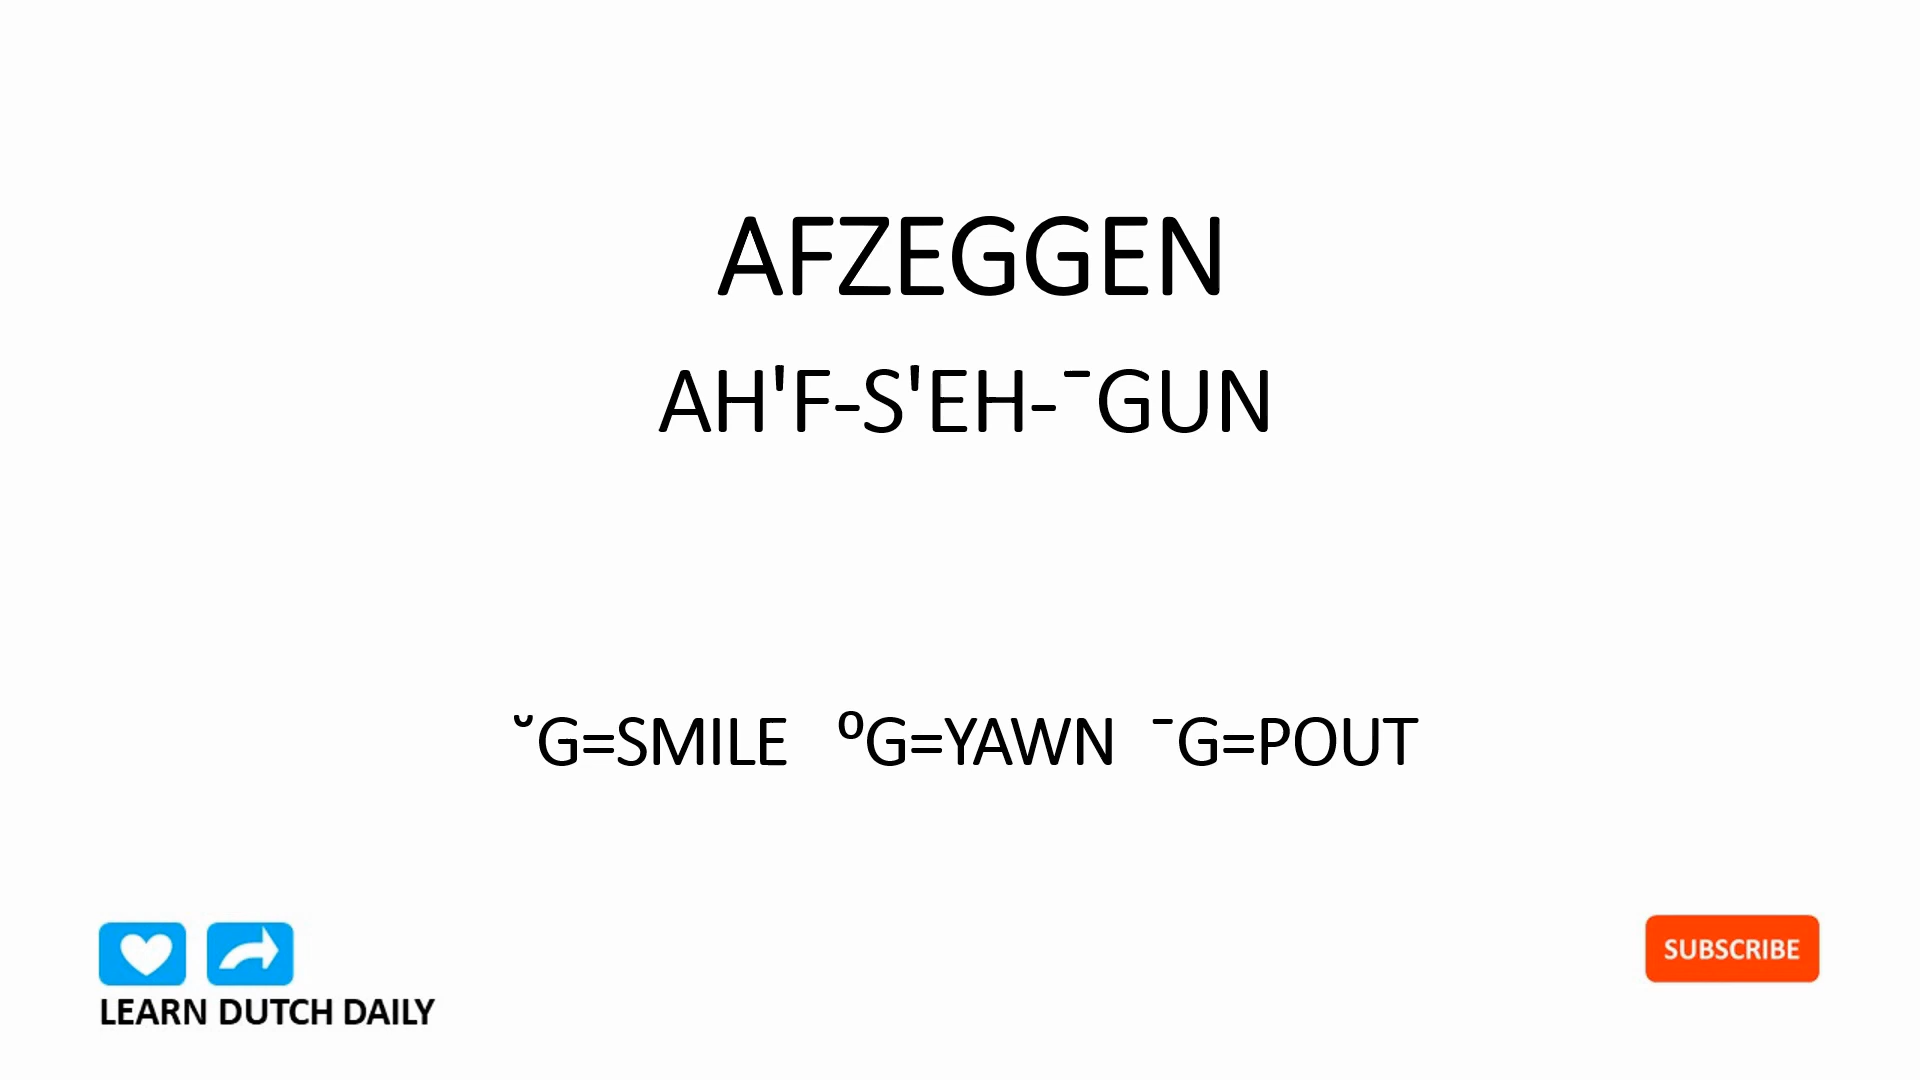 AFZEGGEN
AH'F-S'EH-¯GUN
˘G=SMILE ºG=YAWN ¯G=POUT
LEARN DUTCH DAILY
SUBSCRIBE